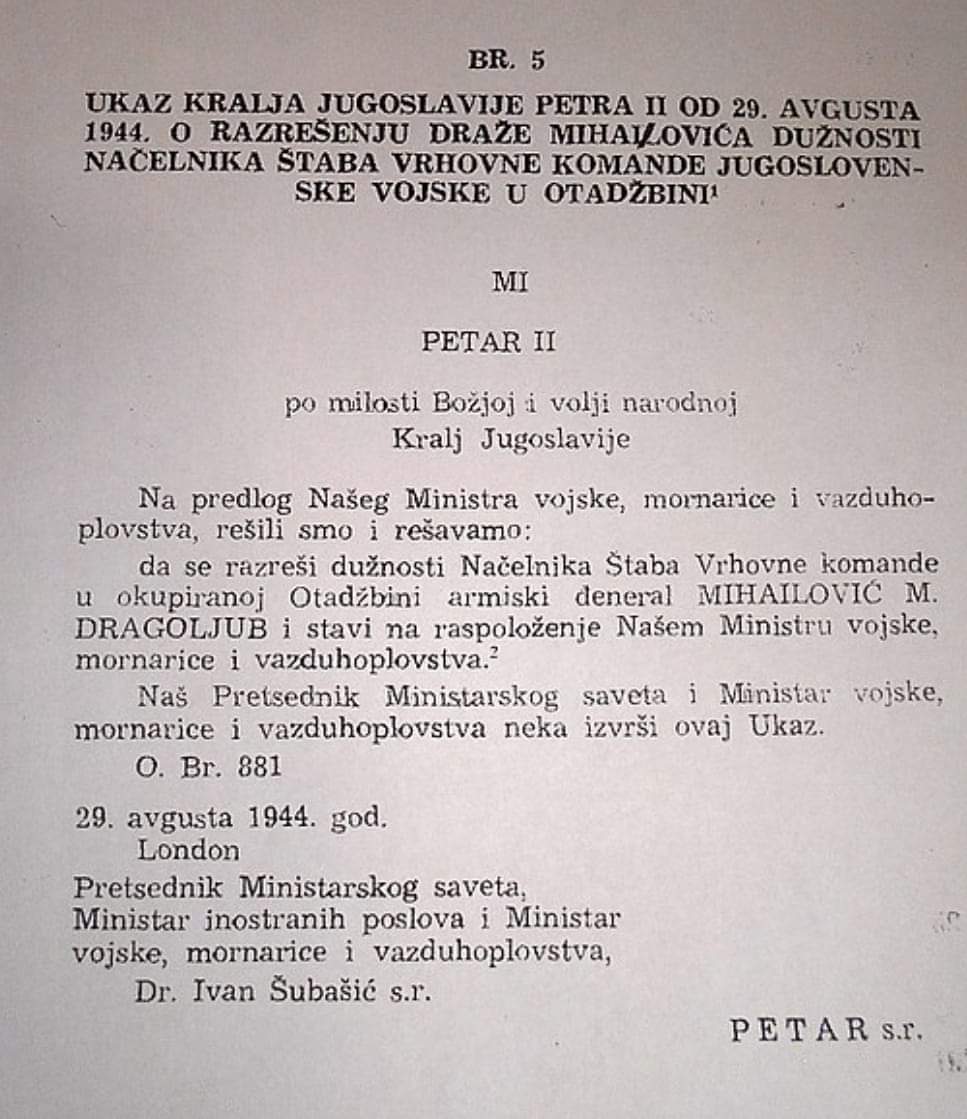 BR. 5
UKAZ KRALJA JUGOSLAVIJE PETRA II OD 29. AVGUSTA
1944. O RAZREŠENJU DRAŽE MIHAILOVIĆA DUŽNOSTI
NAČELNIKA ŠTABA VRHOVNE KOMANDE JUGOSLOVEN-
SKE VOJSKE U OTADŽBINI¹
MI
PETAR II
po milosti Božjoj i volji narodnoj
Kralj Jugoslavije
Na predlog Našeg Ministra vojske, mornarice i vazduho-
plovstva, rešili smo i rešavamo:
da se razreši dužnosti Načelnika Štaba Vrhovne komande
u okupiranoj Otadžbini armiski deneral MIHAILOVIĆ M.
DRAGOLJUB i stavi na raspoloženje Našem Ministru vojske,
mornarice i vazduhoplovstva.²
Naš Pretsednik Ministarskog saveta i Ministar vojske,
mornarice i vazduhoplovstva neka izvrši ovaj Ukaz.
O. Br. 881
29. avgusta 1944. god.
London
Pretsednik Ministarskog saveta,
Ministar inostranih poslova i Ministar
vojske, mornarice i vazduhoplovstva,
Dr. Ivan Šubašić s.r.
PETAR s.r.